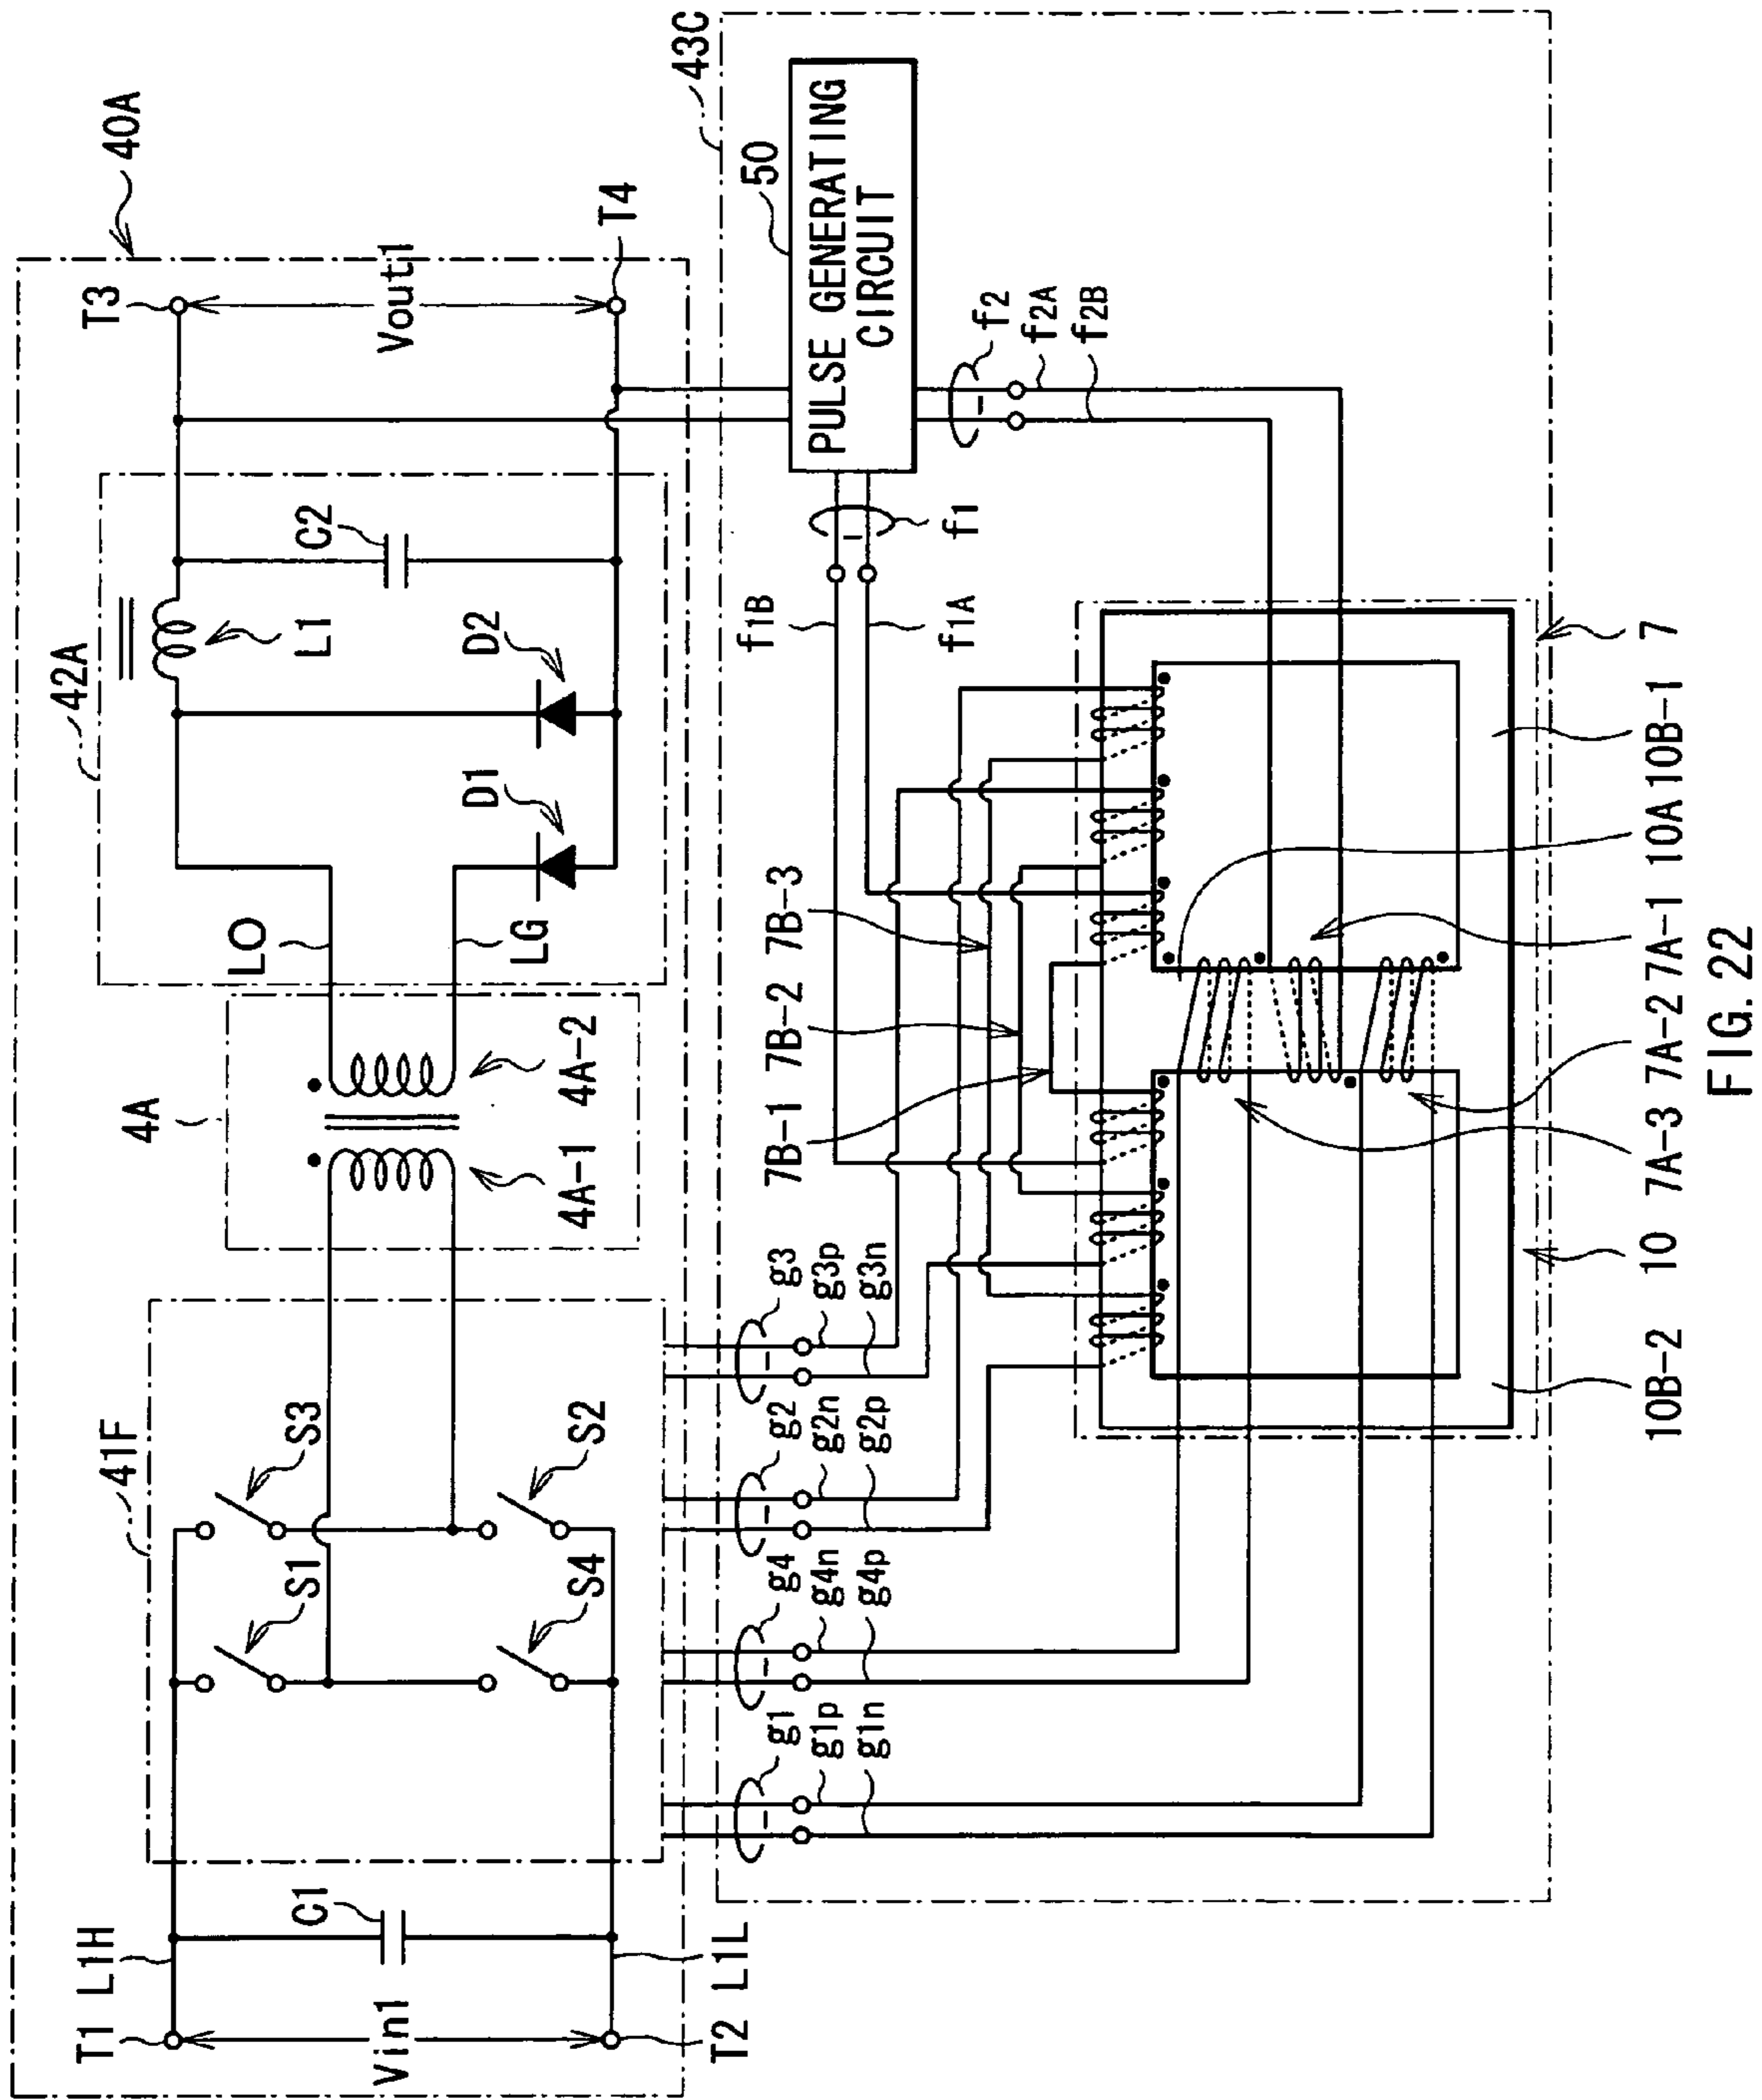 40A
T1
L1H
C1
Vin1
T2
L1L
41F
S1
S3
S4
S2
4A
4A-1
4A-2
42A
LO
LG
D1
D2
L1
C2
T3
Vout1
T4
43C
g1
g1p
g1n
g4
g4n
g4p
g2
g2n
g2p
g3
g3p
g3n
7B-1
7B-2
7B-3
f1B
f1A
f1
50
PULSE GENERATING
CIRCUIT
f2
f2A
f2B
10B-2
10
7A-3
7A-2
7A-1
10A
10B-1
7
FIG. 22